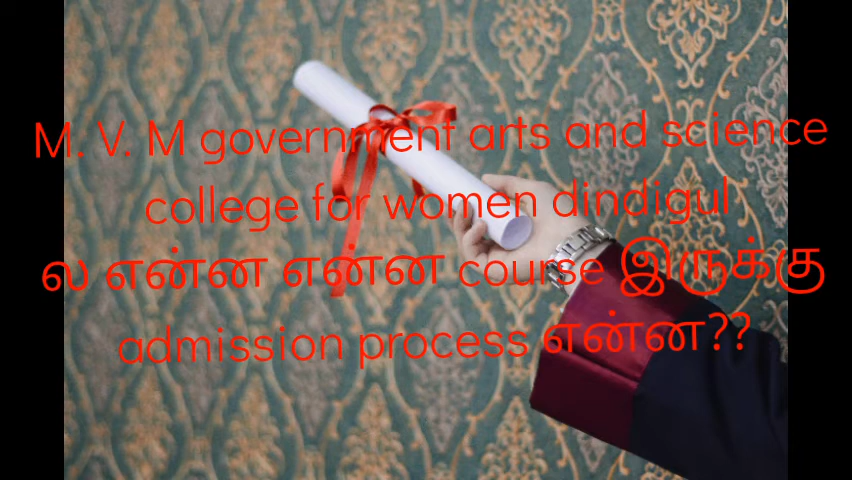 M. V. M government arts and science
college for women dindigul
ல என்ன என்ன course இருக்கு
admission process என்ன??